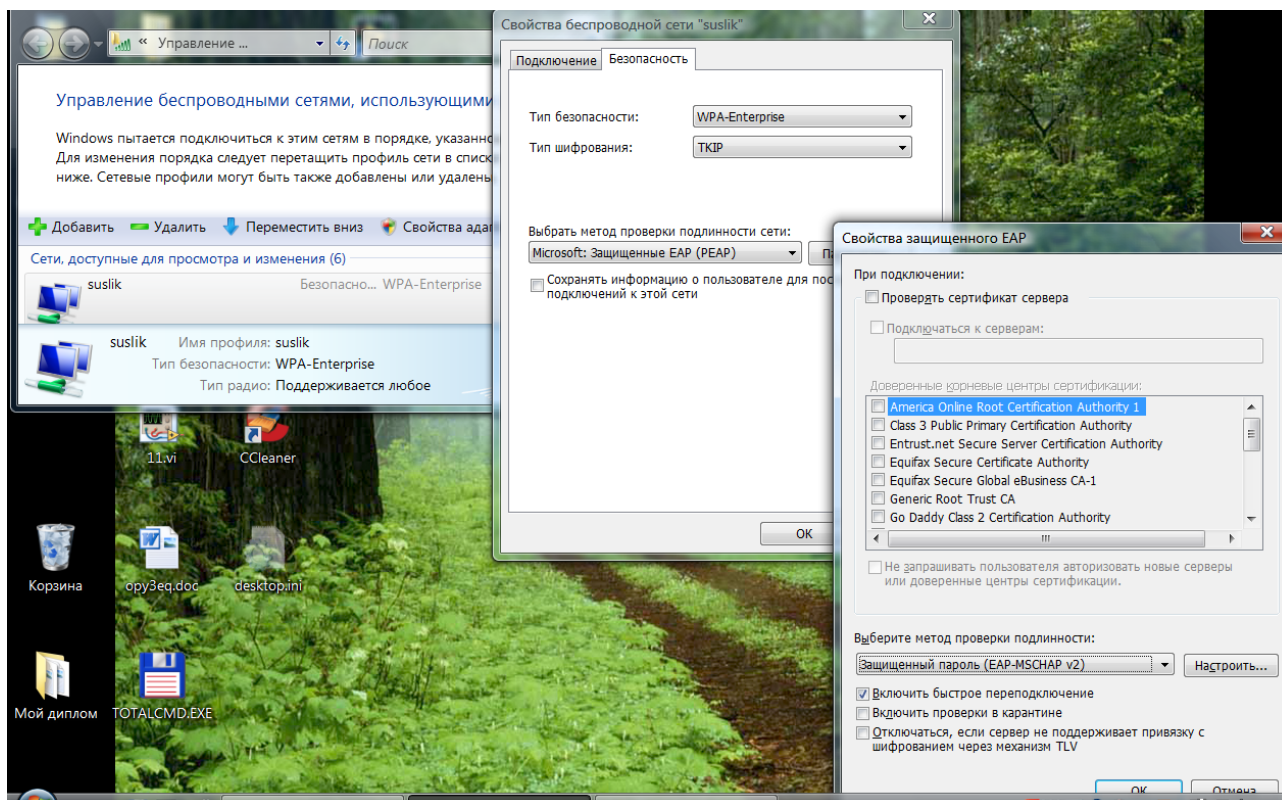 « Управление ...
Поиск
Управление беспроводными сетями, использующими
Windows пытается подключиться к этим сетям в порядке, указанно
Для изменения порядка следует перетащить профиль сети в списк
ниже. Сетевые профили могут быть также добавлены или удалены
Добавить Удалить Переместить вниз Свойства адап
Сети, доступные для просмотра и изменения (6)
suslik Безопасно... WPA-Enterprise
suslik Имя профиля: suslik
Тип безопасности: WPA-Enterprise
Тип радио: Поддерживается любое
11.vi CCleaner
Корзина opy3eq.doc desktop.ini
Мой диплом TOTALCMD.EXE
Свойства беспроводной сети "suslik"
Подключение Безопасность
Тип безопасности: WPA-Enterprise
Тип шифрования: TKIP
Выбрать метод проверки подлинности сети:
Microsoft: Защищенные EAP (PEAP)
Сохранять информацию о пользователе для пос
подключений к этой сети
OK
Свойства защищенного EAP
При подключении:
Проверять сертификат сервера
Подключаться к серверам:
Доверенные корневые центры сертификации:
America Online Root Certification Authority 1
Class 3 Public Primary Certification Authority
Entrust.net Secure Server Certification Authority
Equifax Secure Certificate Authority
Equifax Secure Global eBusiness CA-1
Generic Root Trust CA
Go Daddy Class 2 Certification Authority
Не запрашивать пользователя авторизовать новые серверы
или доверенные центры сертификации.
Выберите метод проверки подлинности:
Защищенный пароль (EAP-MSCHAP v2) Настроить...
Включить быстрое переподключение
Включить проверки в карантине
Отключаться, если сервер не поддерживает привязку с
шифрованием через механизм TLV
OK Отмена